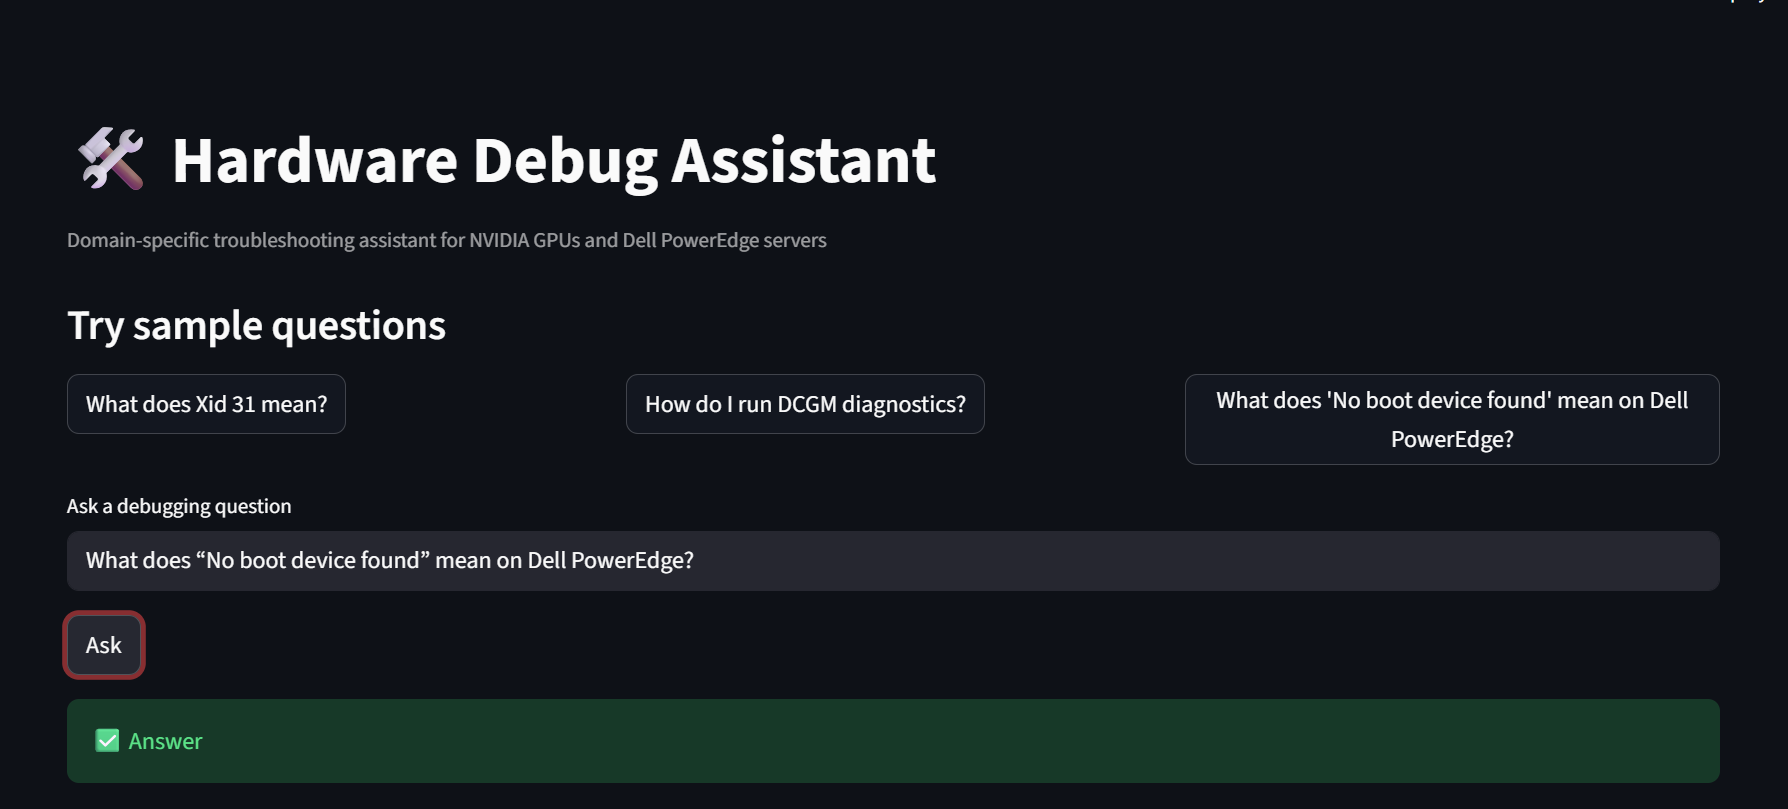 Hardware Debug Assistant
Domain-specific troubleshooting assistant for NVIDIA GPUs and Dell PowerEdge servers
Try sample questions
What does Xid 31 mean?
How do I run DCGM diagnostics?
What does 'No boot device found' mean on Dell
PowerEdge?
Ask a debugging question
What does “No boot device found” mean on Dell PowerEdge?
Ask
Answer